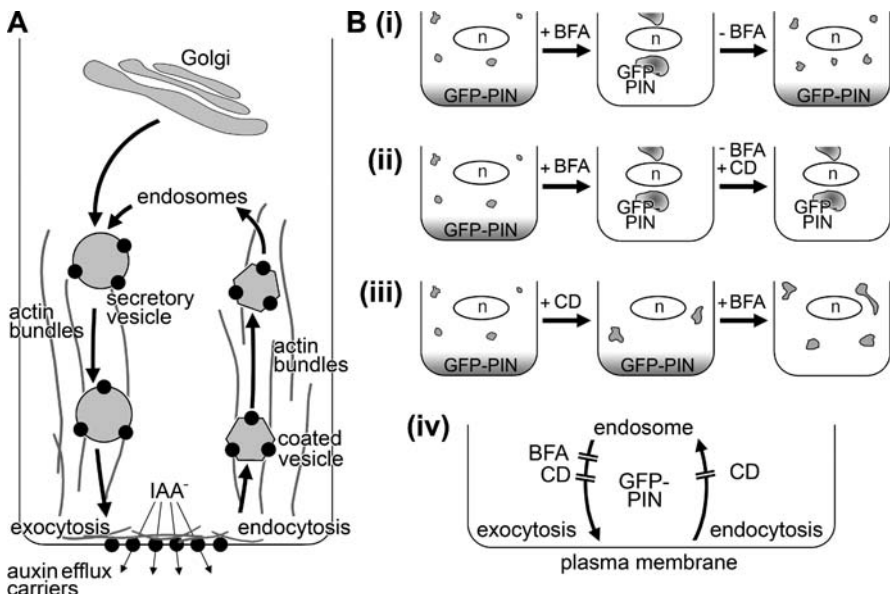 A
Golgi
endosomes
actin
bundles
secretory
vesicle
actin
bundles
coated
vesicle
IAA⁻
exocytosis
endocytosis
auxin efflux
carriers
B (i)
n
+ BFA
n
- BFA
n
GFP-PIN
GFP-
PIN
GFP-PIN
(ii)
n
+ BFA
n
- BFA
+ CD
n
GFP-PIN
GFP-
PIN
GFP-
PIN
(iii)
n
+ CD
n
+ BFA
n
GFP-PIN
GFP-PIN
(iv)
endosome
BFA
CD
GFP-
PIN
CD
exocytosis
endocytosis
plasma membrane